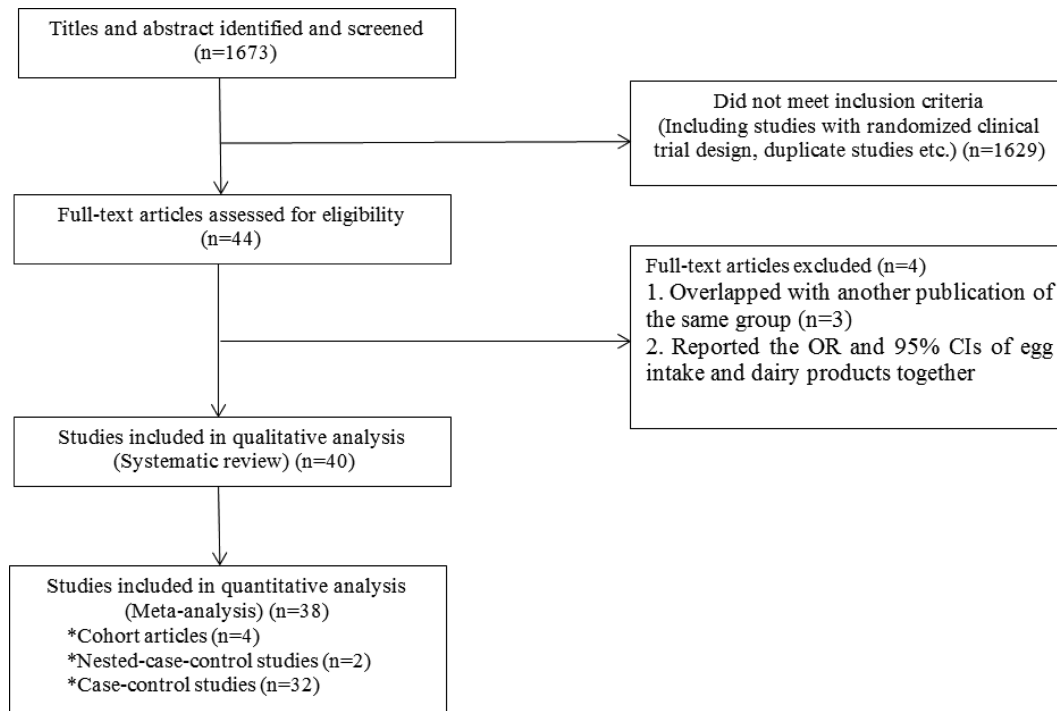 Titles and abstract identified and screened
(n=1673)
Did not meet inclusion criteria
(Including studies with randomized clinical
trial design, duplicate studies etc.) (n=1629)
Full-text articles assessed for eligibility
(n=44)
Full-text articles excluded (n=4)
1. Overlapped with another publication of
the same group (n=3)
2. Reported the OR and 95% CIs of egg
intake and dairy products together
Studies included in qualitative analysis
(Systematic review) (n=40)
Studies included in quantitative analysis
(Meta-analysis) (n=38)
*Cohort articles (n=4)
*Nested-case-control studies (n=2)
*Case-control studies (n=32)